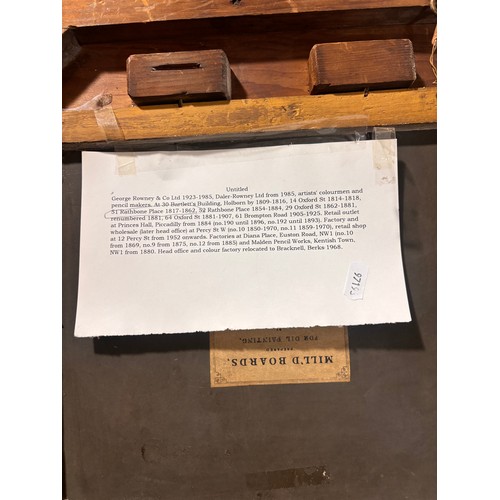 Untitled
George Rowney & Co Ltd 1923-1985, Daler-Rowney Ltd from 1985, artists' colourmen and
pencil makers. At 30 Bartlett's Building, Holborn by 1809-1816, 14 Oxford St 1814-1818,
51 Rathbone Place 1817-1862, 52 Rathbone Place 1854-1884, 29 Oxford St 1862-1881,
renumbered 1881, 64 Oxford St 1881-1907, 61 Brompton Road 1905-1925. Retail outlet
at Princes Hall, Piccadilly from 1884 (no.190 until 1896, no.192 until 1893). Factory and
wholesale (later head office) at Percy St W (no.10 1850-1970, no.11 1859-1970), retail shop
at 12 Percy St from 1952 onwards. Factories at Diana Place, Euston Road, NW1 (no.10
from 1869, no.9 from 1875, no.12 from 1885) and Malden Pencil Works, Kentish Town,
NW1 from 1880. Head office and colour factory relocated to Bracknell, Berks 1968.
MILL'D BOARDS.
PREPARED
FOR OIL PAINTING,